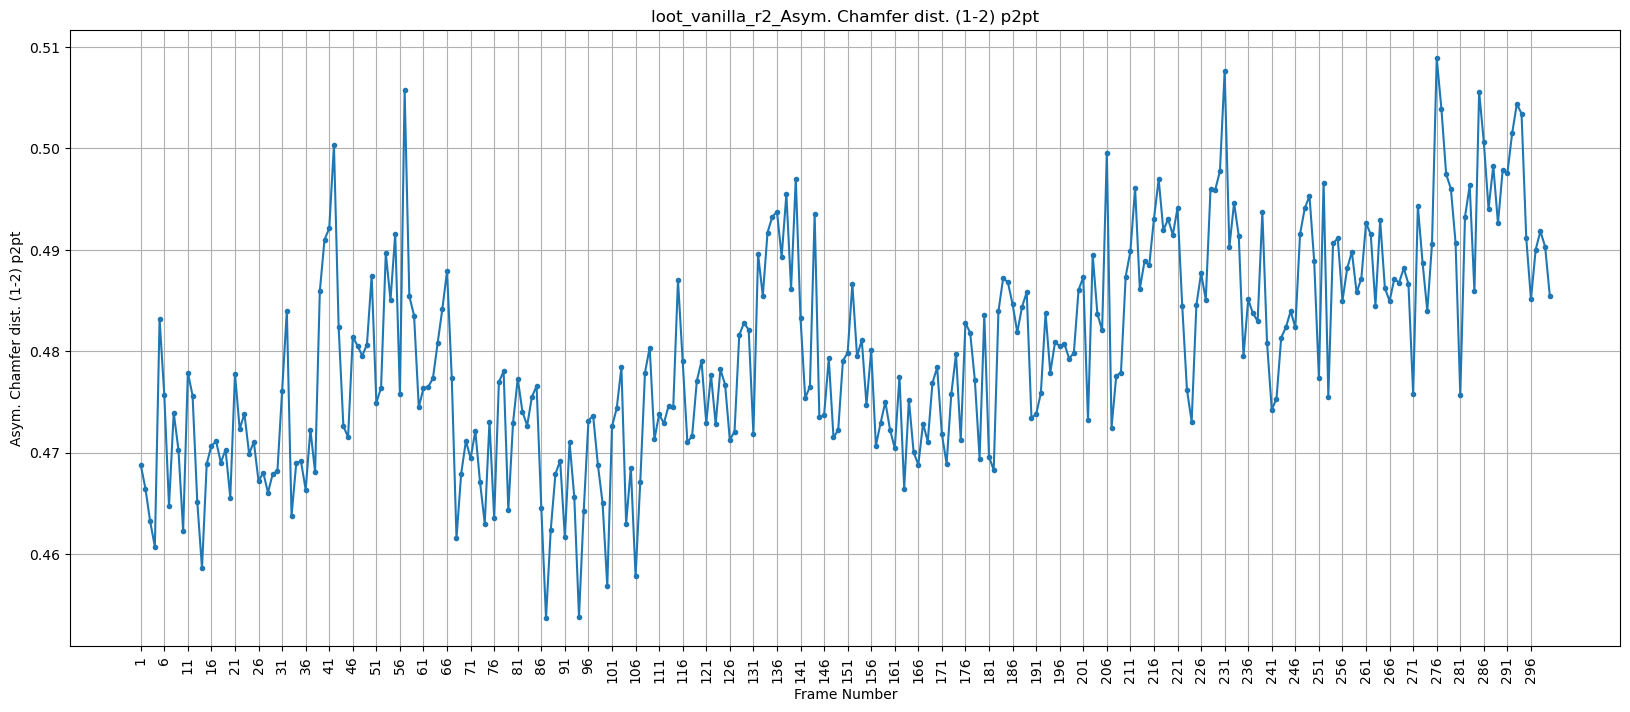 loot_vanilla_r2_Asym. Chamfer dist. (1-2) p2pt
Asym. Chamfer dist. (1-2) p2pt
0.51
0.50
0.49
0.48
0.47
0.46
1 6 11 16 21 26 31 36 41 46 51 56 61 66 71 76 81 86 91 96 101 106 111 116 121 126 131 136 141 146 151 156 161 166 171 176 181 186 191 196 201 206 211 216 221 226 231 236 241 246 251 256 261 266 271 276 281 286 291 296
Frame Number